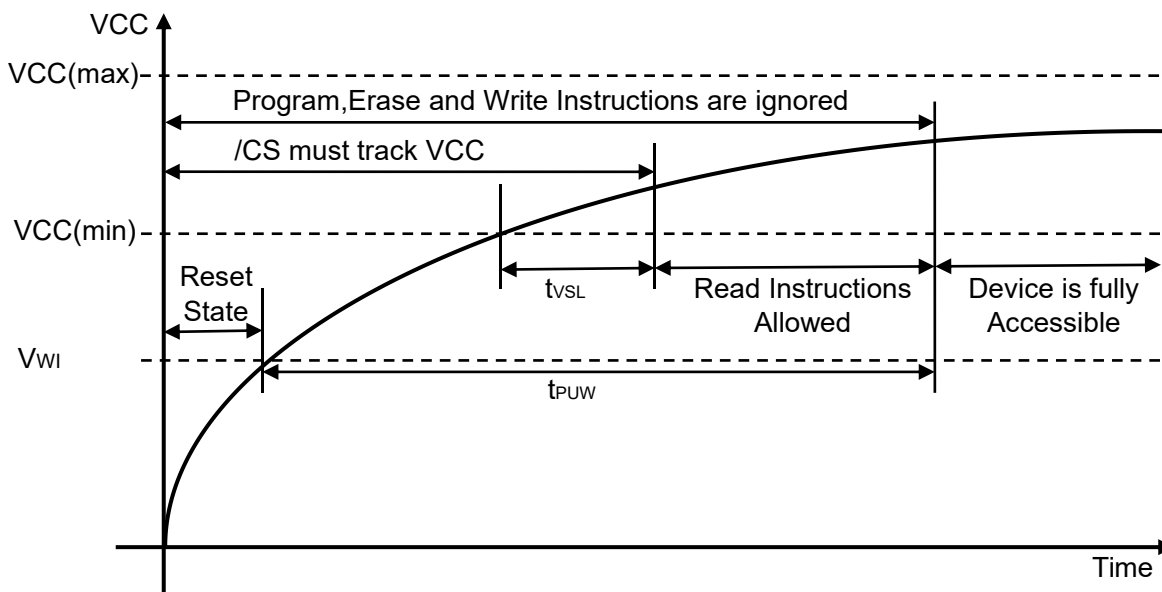 VCC
VCC(max)
Program,Erase and Write Instructions are ignored
/CS must track VCC
VCC(min)
Reset
State
tVSL
Read Instructions
Allowed
Device is fully
Accessible
VWI
tPUW
Time